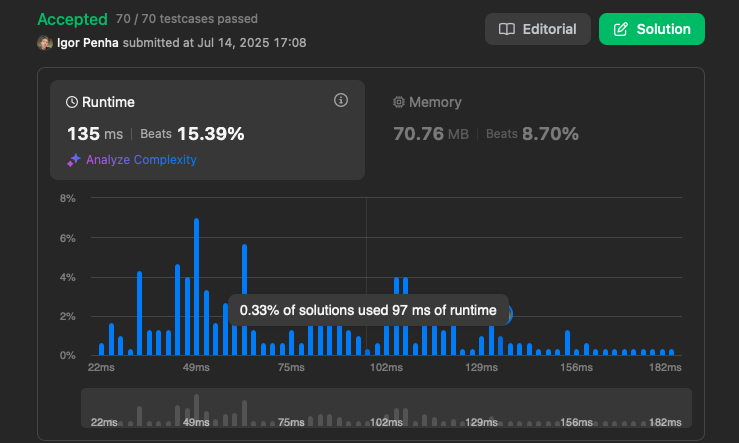 Accepted 70 / 70 testcases passed
Igor Penha submitted at Jul 14, 2025 17:08
Editorial
Solution
Runtime
135 ms | Beats 15.39%
Analyze Complexity
Memory
70.76 MB | Beats 8.70%
8%
6%
4%
2%
0%
0.33% of solutions used 97 ms of runtime
22ms 49ms 75ms 102ms 129ms 156ms 182ms
22ms 49ms 75ms 102ms 129ms 156ms 182ms